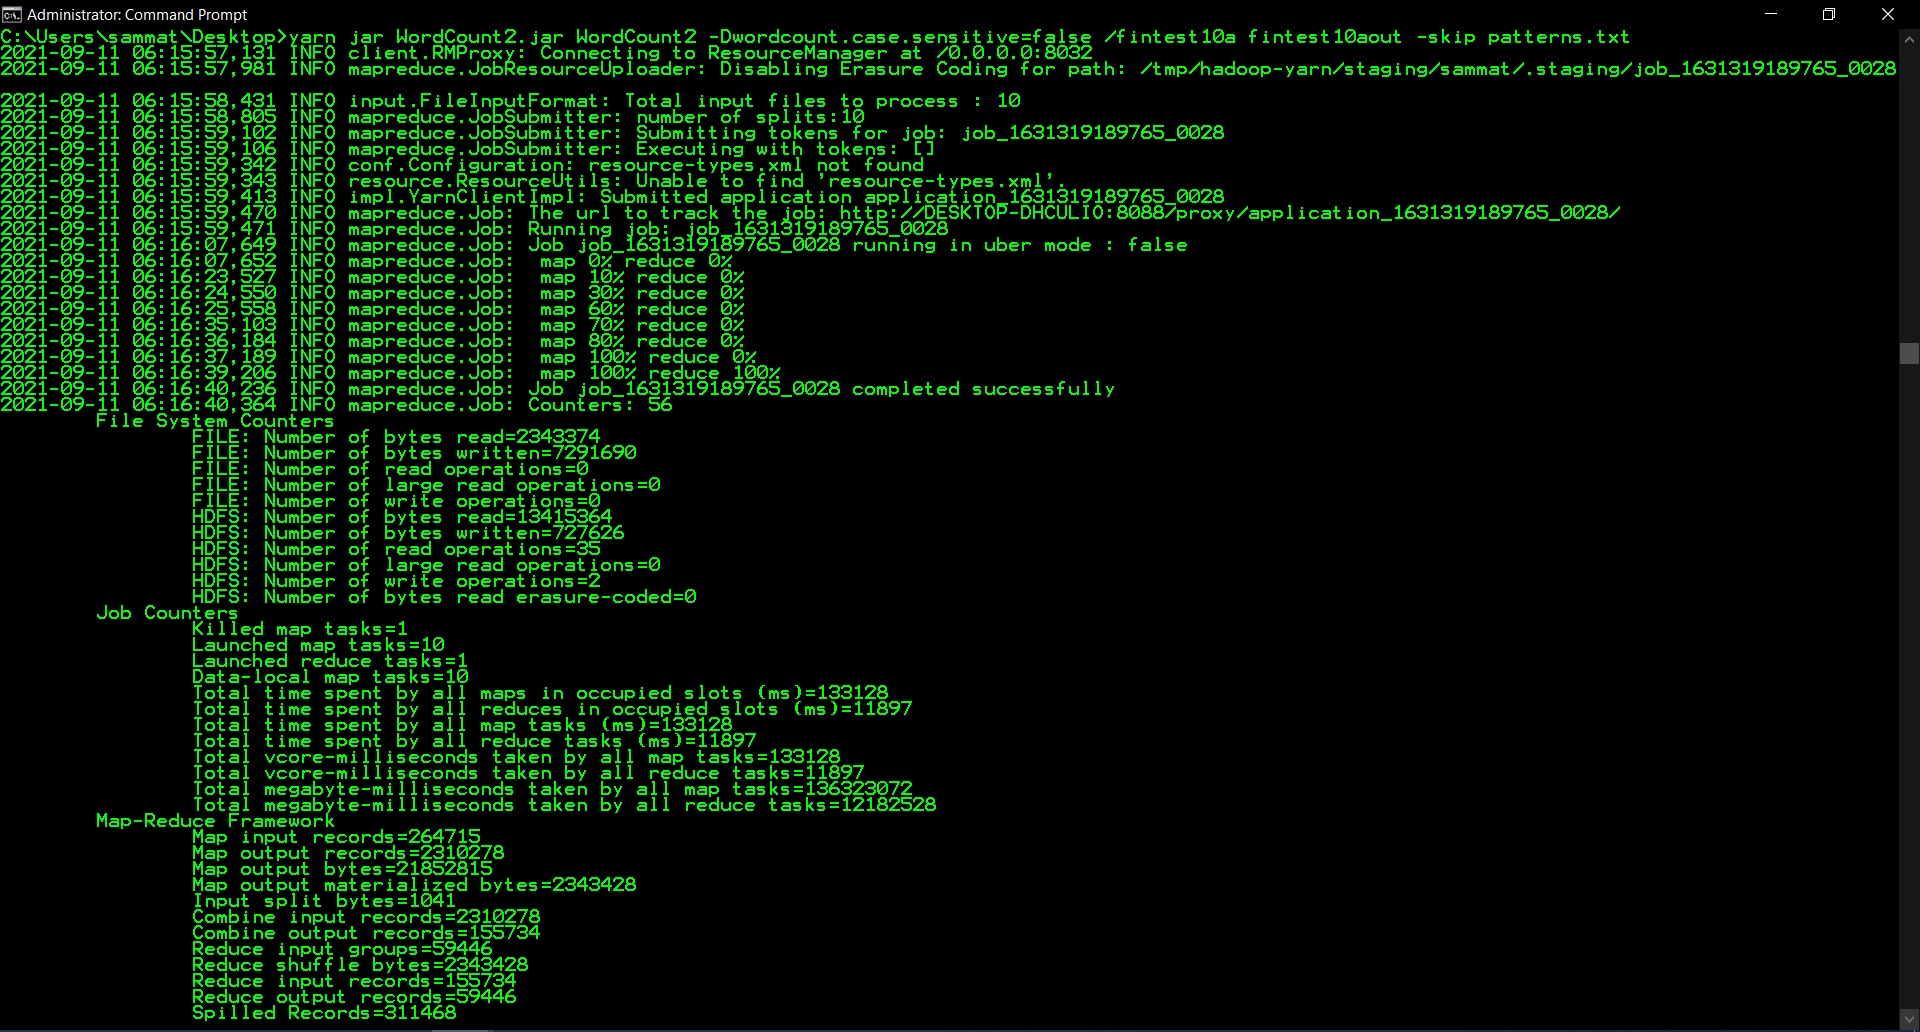 Administrator: Command Prompt
C:\Users\sammat\Desktop>yarn jar WordCount2.jar WordCount2 -Dwordcount.case.sensitive=false /fintest10a fintest10aout -skip patterns.txt
2021-09-11 06:15:57,131 INFO client.RMProxy: Connecting to ResourceManager at /0.0.0.0:8032
2021-09-11 06:15:57,981 INFO mapreduce.JobResourceUploader: Disabling Erasure Coding for path: /tmp/hadoop-yarn/staging/sammat/.staging/job_1631319189765_0028
2021-09-11 06:15:58,431 INFO input.FileInputFormat: Total input files to process : 10
2021-09-11 06:15:58,805 INFO mapreduce.JobSubmitter: number of splits:10
2021-09-11 06:15:59,102 INFO mapreduce.JobSubmitter: Submitting tokens for job: job_1631319189765_0028
2021-09-11 06:15:59,106 INFO mapreduce.JobSubmitter: Executing with tokens: []
2021-09-11 06:15:59,342 INFO conf.Configuration: resource-types.xml not found
2021-09-11 06:15:59,343 INFO resource.ResourceUtils: Unable to find 'resource-types.xml'.
2021-09-11 06:15:59,413 INFO impl.YarnClientImpl: Submitted application application_1631319189765_0028
2021-09-11 06:15:59,470 INFO mapreduce.Job: The url to track the job: http://DESKTOP-DHCULIO:8088/proxy/application_1631319189765_0028/
2021-09-11 06:15:59,471 INFO mapreduce.Job: Running job: job_1631319189765_0028
2021-09-11 06:16:07,649 INFO mapreduce.Job: Job job_1631319189765_0028 running in uber mode : false
2021-09-11 06:16:07,652 INFO mapreduce.Job:  map 0% reduce 0%
2021-09-11 06:16:23,527 INFO mapreduce.Job:  map 10% reduce 0%
2021-09-11 06:16:24,550 INFO mapreduce.Job:  map 30% reduce 0%
2021-09-11 06:16:25,558 INFO mapreduce.Job:  map 60% reduce 0%
2021-09-11 06:16:35,103 INFO mapreduce.Job:  map 70% reduce 0%
2021-09-11 06:16:36,184 INFO mapreduce.Job:  map 80% reduce 0%
2021-09-11 06:16:37,189 INFO mapreduce.Job:  map 100% reduce 0%
2021-09-11 06:16:39,206 INFO mapreduce.Job:  map 100% reduce 100%
2021-09-11 06:16:40,236 INFO mapreduce.Job: Job job_1631319189765_0028 completed successfully
2021-09-11 06:16:40,364 INFO mapreduce.Job: Counters: 56
File System Counters
FILE: Number of bytes read=2343374
FILE: Number of bytes written=7291690
FILE: Number of read operations=0
FILE: Number of large read operations=0
FILE: Number of write operations=0
HDFS: Number of bytes read=13415364
HDFS: Number of bytes written=727626
HDFS: Number of read operations=35
HDFS: Number of large read operations=0
HDFS: Number of write operations=2
HDFS: Number of bytes read erasure-coded=0
Job Counters
Killed map tasks=1
Launched map tasks=10
Launched reduce tasks=1
Data-local map tasks=10
Total time spent by all maps in occupied slots (ms)=133128
Total time spent by all reduces in occupied slots (ms)=11897
Total time spent by all map tasks (ms)=133128
Total time spent by all reduce tasks (ms)=11897
Total vcore-milliseconds taken by all map tasks=133128
Total vcore-milliseconds taken by all reduce tasks=11897
Total megabyte-milliseconds taken by all map tasks=136323072
Total megabyte-milliseconds taken by all reduce tasks=12182528
Map-Reduce Framework
Map input records=264715
Map output records=2310278
Map output bytes=21852815
Map output materialized bytes=2343428
Input split bytes=1041
Combine input records=2310278
Combine output records=155734
Reduce input groups=59446
Reduce shuffle bytes=2343428
Reduce input records=155734
Reduce output records=59446
Spilled Records=311468